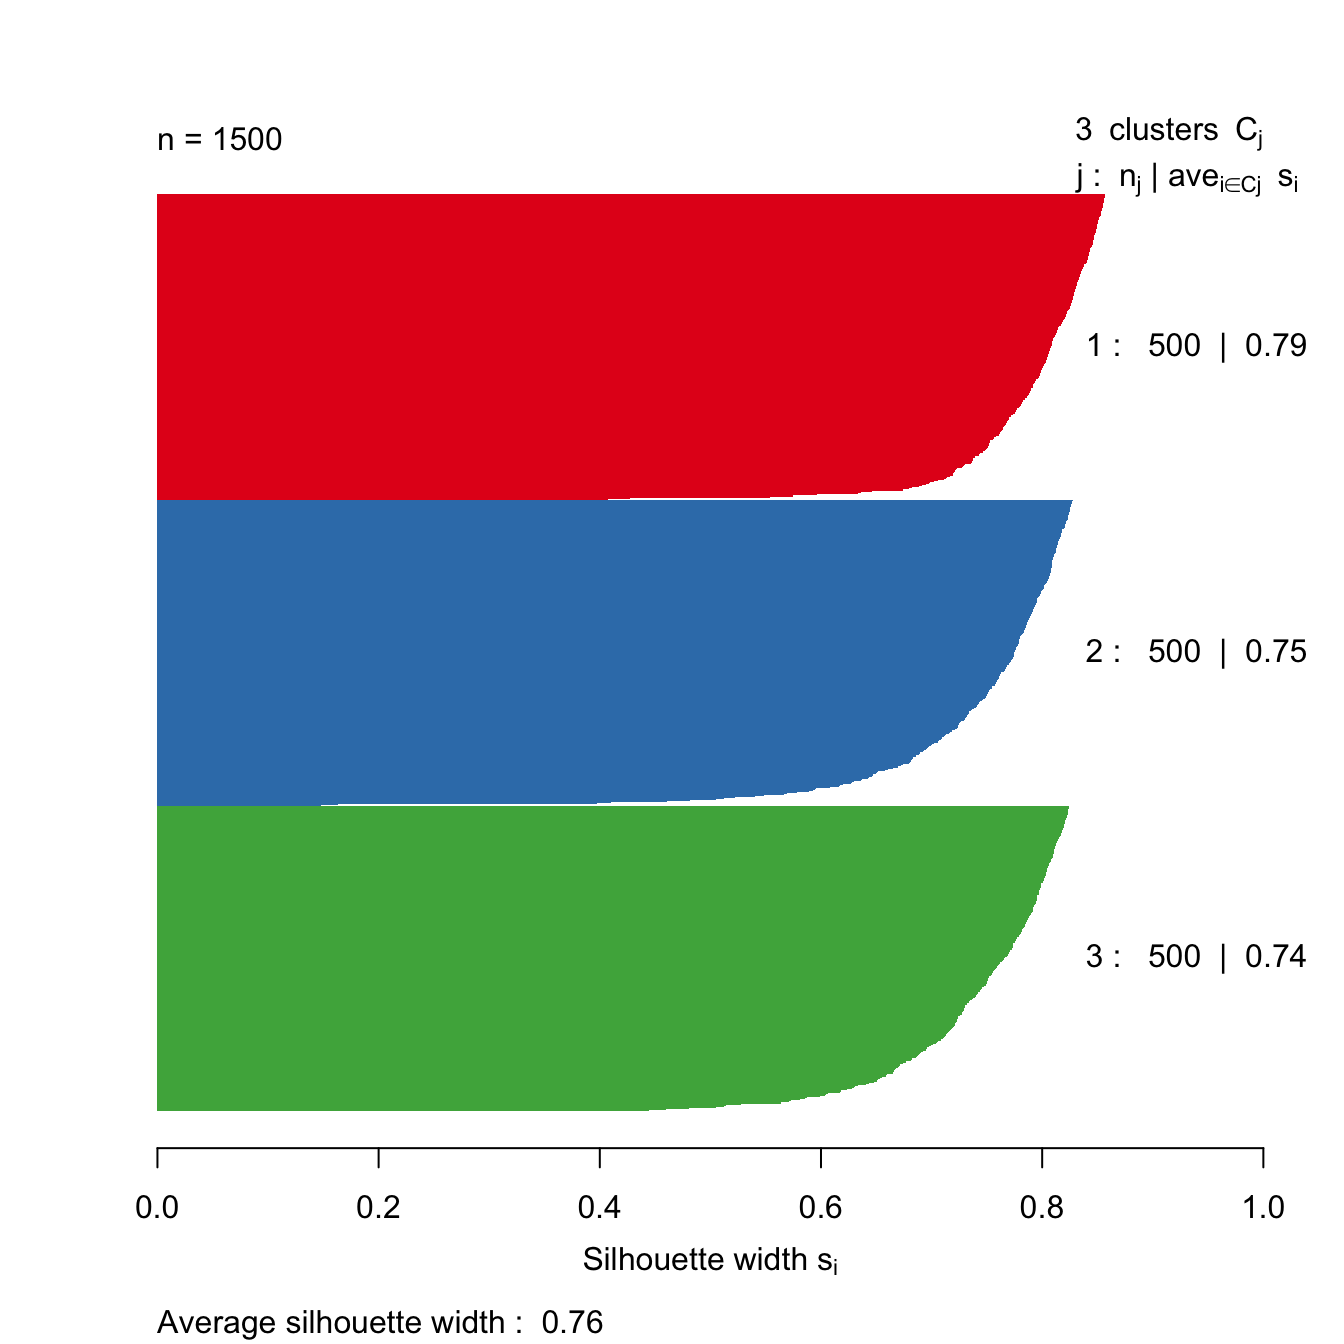 n = 1500
3 clusters Cj
j : nj | avei∈Cj si
1 : 500 | 0.79
2 : 500 | 0.75
3 : 500 | 0.74
0.0 0.2 0.4 0.6 0.8 1.0
Silhouette width si
Average silhouette width : 0.76